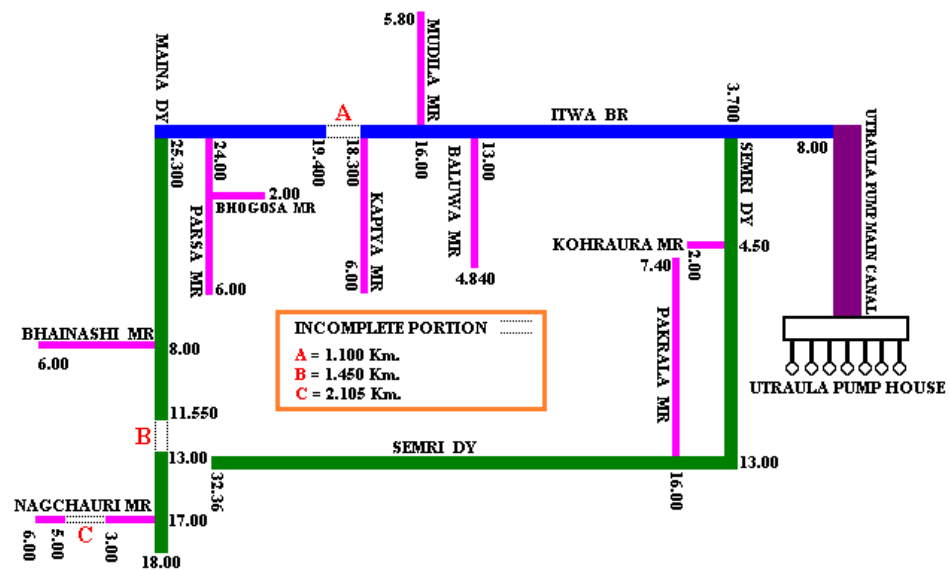 5.80
MUDILA MR
MAINA DY
A
ITWA BR
3.700
UTRAULA PUMP MAIN CANAL
25.300
24.00
19.400
18.300
16.00
13.00
8.00
SEMRI DY
2.00
BHOGOSA MR
PARSA MR
6.00
KAPIYA MR
6.00
BALUWA MR
4.840
KOHRAURA MR
2.00
4.50
7.40
PAKRALA MR
INCOMPLETE PORTION
A = 1.100 Km.
B = 1.450 Km.
C = 2.105 Km.
BHAINASHI MR
6.00
8.00
UTRAULA PUMP HOUSE
11.550
B
13.00
SEMRI DY
32.36
16.00
13.00
NAGCHAURI MR
17.00
6.00
5.00
C
3.00
18.00